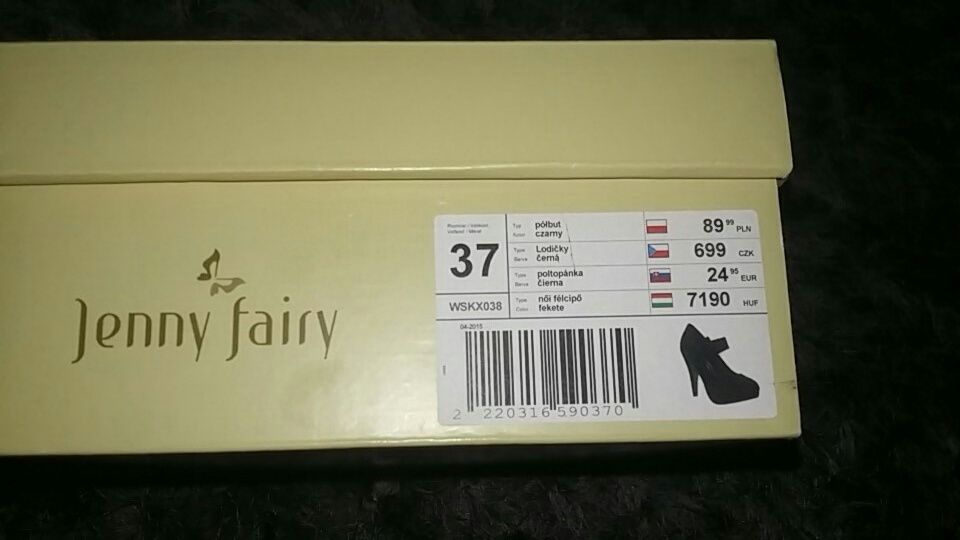 Jenny fairy
Rozmiar / Velikost
Veľkosť / Méret
37
WSKX038
Typ półbut
Kolor czarny
89 99 PLN
Type Lodičky
Barva černá
699 CZK
Type poltopánka
Barva čierna
24 95 EUR
Type női félcipő
Color fekete
7190 HUF
04-2015
2 220316 590370